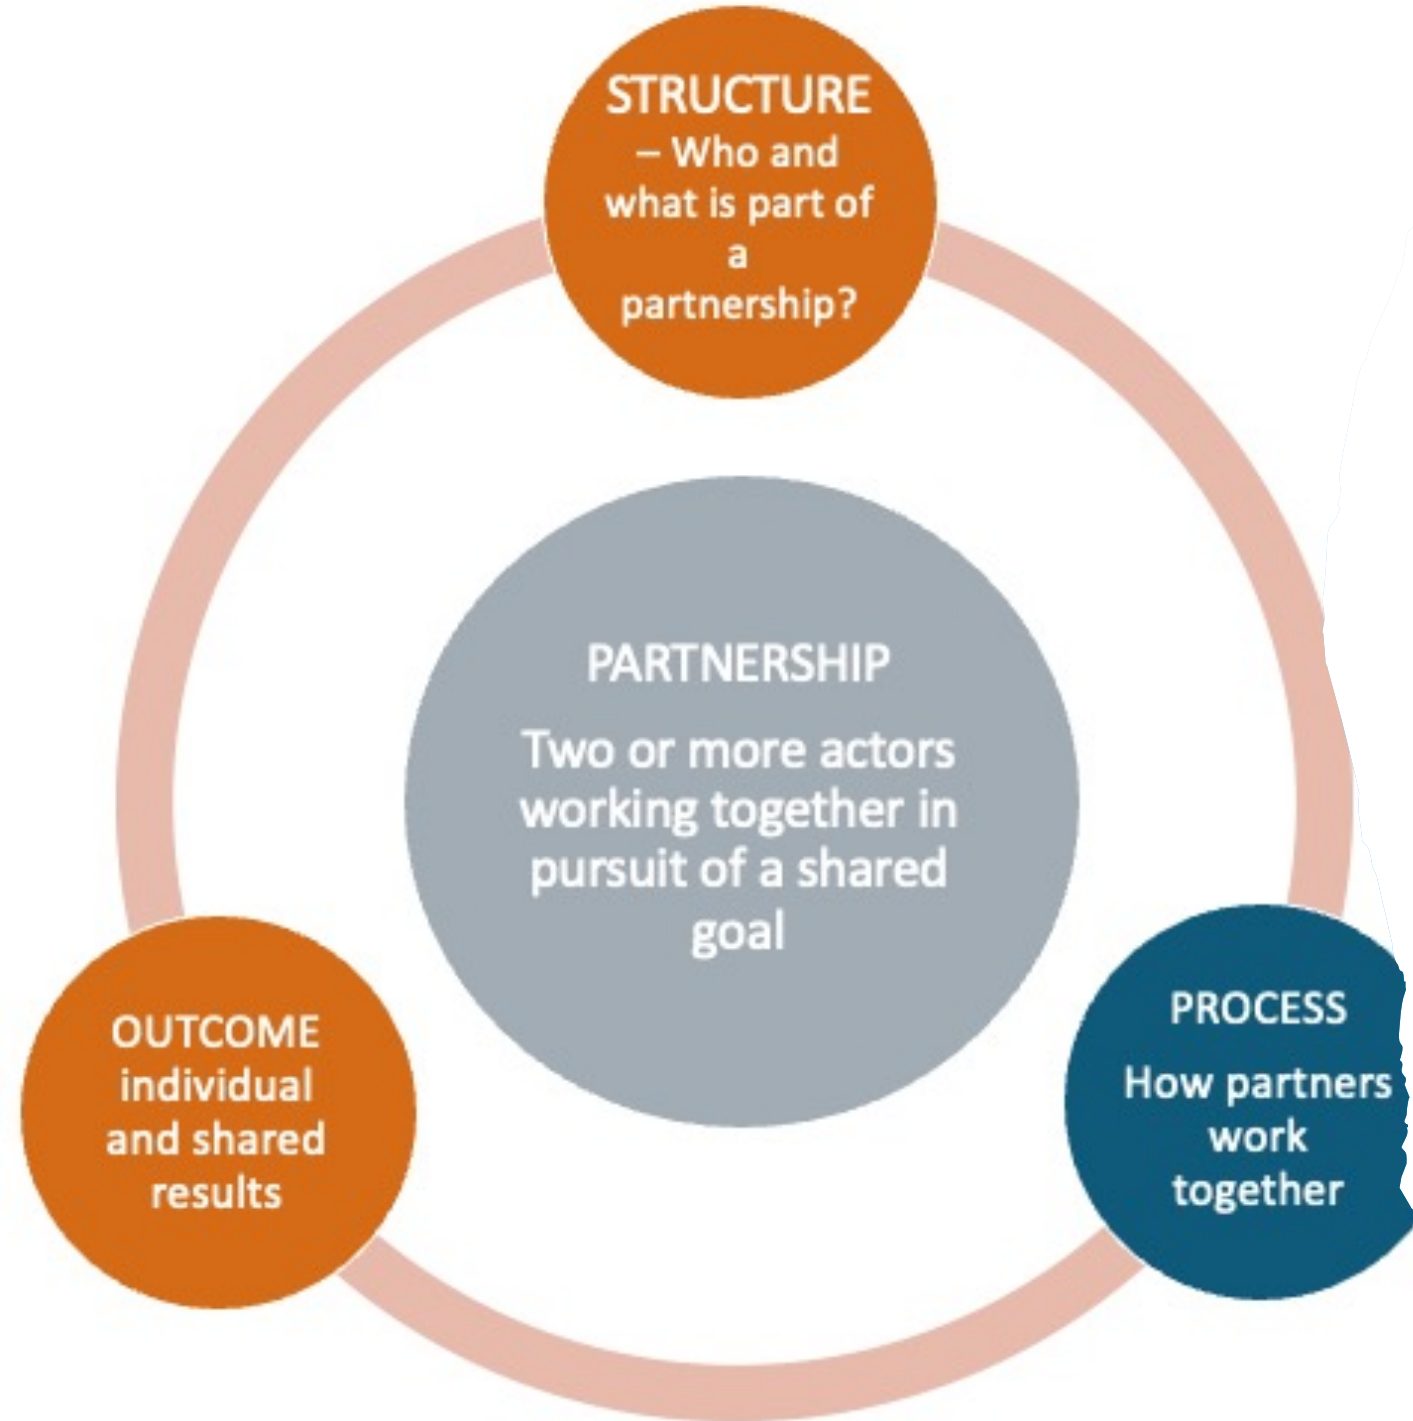 STRUCTURE
– Who and
what is part of
a
partnership?
PARTNERSHIP
Two or more actors
working together in
pursuit of a shared
goal
OUTCOME
individual
and shared
results
PROCESS
How partners
work
together